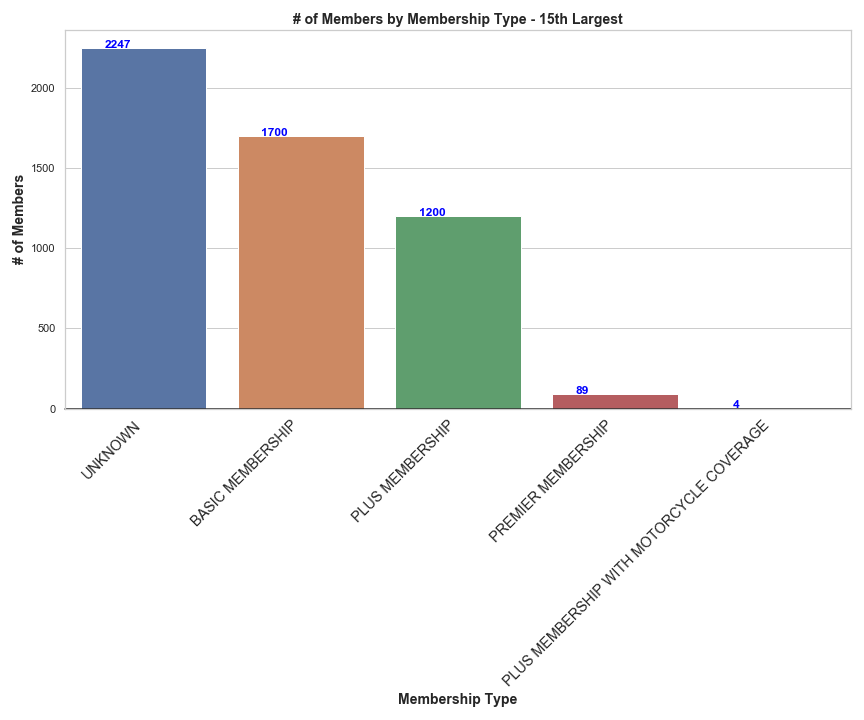 # of Members by Membership Type - 15th Largest
# of Members
2000
1500
1000
500
0
2247
1700
1200
89
4
UNKNOWN
BASIC MEMBERSHIP
PLUS MEMBERSHIP
PREMIER MEMBERSHIP
PLUS MEMBERSHIP WITH MOTORCYCLE COVERAGE
Membership Type